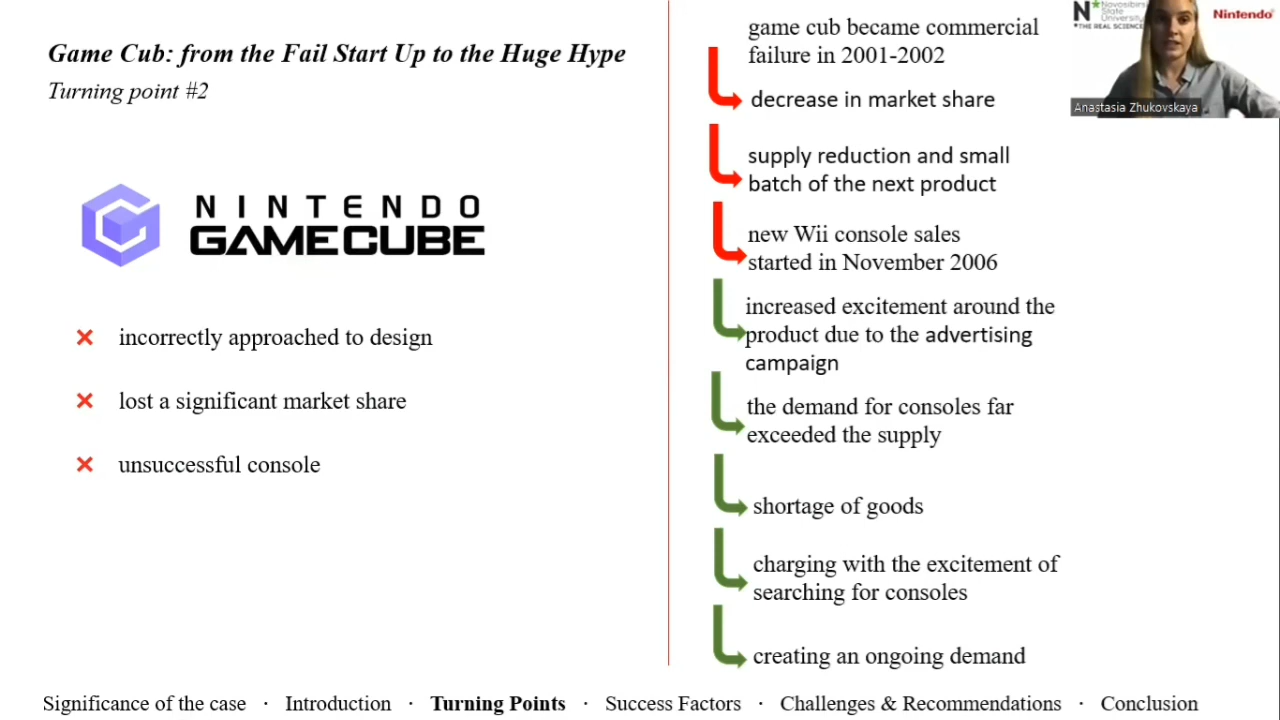 Game Cub: from the Fail Start Up to the Huge Hype
Turning point #2
NINTENDO
GAMECUBE
incorrectly approached to design
lost a significant market share
unsuccessful console
game cub became commercial
failure in 2001-2002
decrease in market share
supply reduction and small
batch of the next product
new Wii console sales
started in November 2006
increased excitement around the
product due to the advertising
campaign
the demand for consoles far
exceeded the supply
shortage of goods
charging with the excitement of
searching for consoles
creating an ongoing demand
N
State
University
*THE REAL SCIENCE
Nintendo
Anastasia Zhukovskaya
Significance of the case · Introduction · Turning Points · Success Factors · Challenges & Recommendations · Conclusion